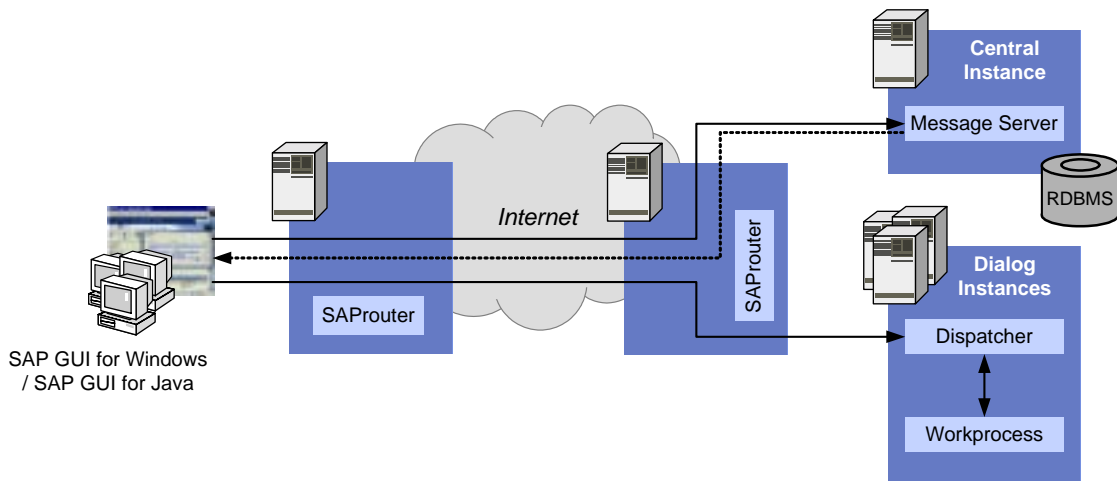 Central
Instance
Message Server
RDBMS
Internet
SAProuter
SAProuter
SAP GUI for Windows
/ SAP GUI for Java
Dialog
Instances
Dispatcher
Workprocess